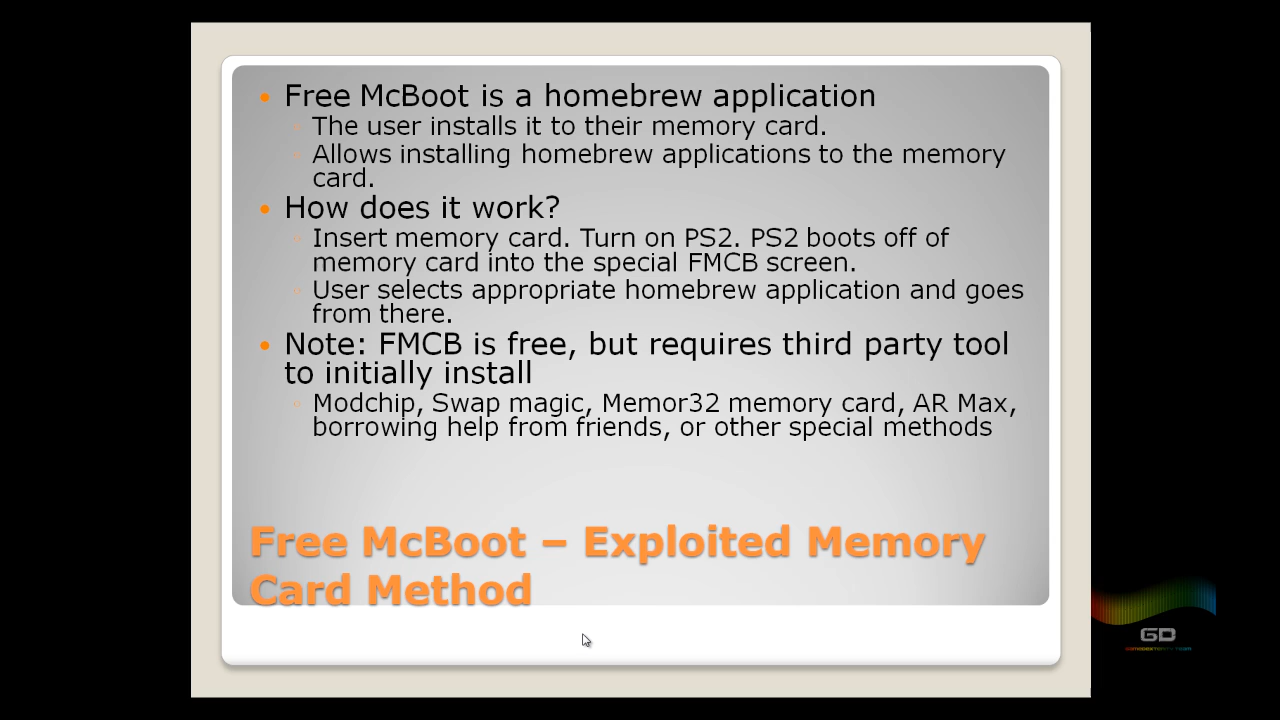 Free McBoot is a homebrew application
The user installs it to their memory card.
Allows installing homebrew applications to the memory
card.
How does it work?
Insert memory card. Turn on PS2. PS2 boots off of
memory card into the special FMCB screen.
User selects appropriate homebrew application and goes
from there.
Note: FMCB is free, but requires third party tool
to initially install
Modchip, Swap magic, Memor32 memory card, AR Max,
borrowing help from friends, or other special methods
Free McBoot – Exploited Memory
Card Method
GD